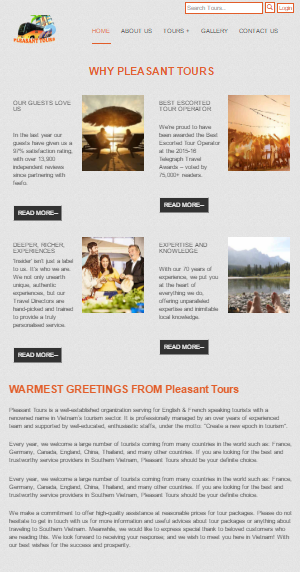 Search Tours...
Login
PLEASANT TOURS
HOME ABOUT US TOURS + GALLERY CONTACT US
WHY PLEASANT TOURS
OUR GUESTS LOVE
US
In the last year our
guests have given us a
97% satisfaction rating,
with over 13,900
independent reviews
since partnering with
feefo.
READ MORE–
BEST ESCORTED
TOUR OPERATOR
We're proud to have
been awarded the Best
Escorted Tour Operator
at the 2015-16
Telegraph Travel
Awards – voted by
75,000+ readers.
READ MORE–
DEEPER, RICHER,
EXPERIENCES
'Insider' isn't just a label
to us. It's who we are.
We not only unearth
unique, authentic
experiences, but our
Travel Directors are
hand-picked and trained
to provide a truly
personalised service.
READ MORE–
EXPERTISE AND
KNOWLEDGE
With our 70 years of
experience, we put you
at the heart of
everything we do,
offering unparalleled
expertise and inimitable
local knowledge.
READ MORE–
WARMEST GREETINGS FROM Pleasant Tours
Pleasant Tours is a well-established organization serving for English & French speaking tourists with a
renowned name in Vietnam's tourism sector. It is professionally managed by an over years of experienced
team and supported by well-educated, enthusiastic staffs, under the motto: "Create a new epoch in tourism".
Every year, we welcome a large number of tourists coming from many countries in the world such as: France,
Germany, Canada, England, China, Thailand, and many other countries. If you are looking for the best and
trustworthy service providers in Southern Vietnam, Pleasant Tours should be your definite choice.
Every year, we welcome a large number of tourists coming from many countries in the world such as: France,
Germany, Canada, England, China, Thailand, and many other countries. If you are looking for the best and
trustworthy service providers in Southern Vietnam, Pleasant Tours should be your definite choice.
We make a commitment to offer high-quality assistance at reasonable prices for tour packages. Please do not
hesitate to get in touch with us for more information and useful advices about tour packages or anything about
traveling to Southern Vietnam. Meanwhile, we would like to express special thank to beloved customers who
are reading this. We look forward to receiving your response; and we wish to meet you here in Vietnam! With
our best wishes for the success and prosperity.